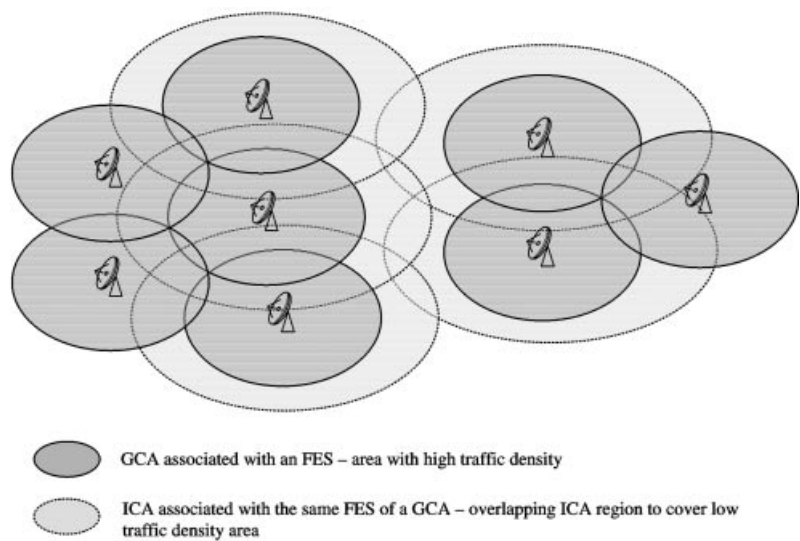 GCA associated with an FES – area with high traffic density
ICA associated with the same FES of a GCA – overlapping ICA region to cover low
traffic density area